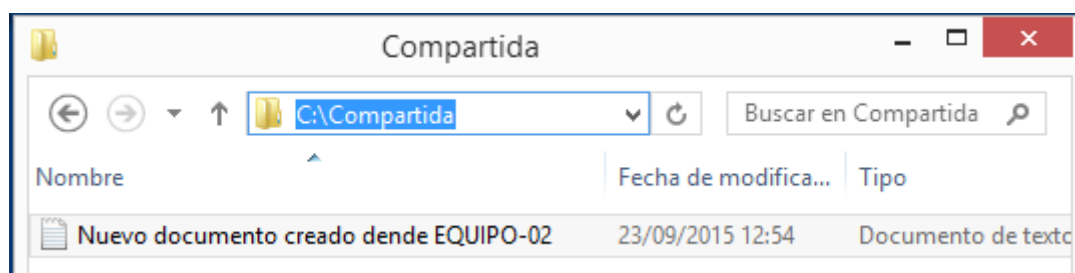 Compartida
C:\Compartida Buscar en Compartida
Nombre Fecha de modifica... Tipo
Nuevo documento creado dende EQUIPO-02 23/09/2015 12:54 Documento de texto